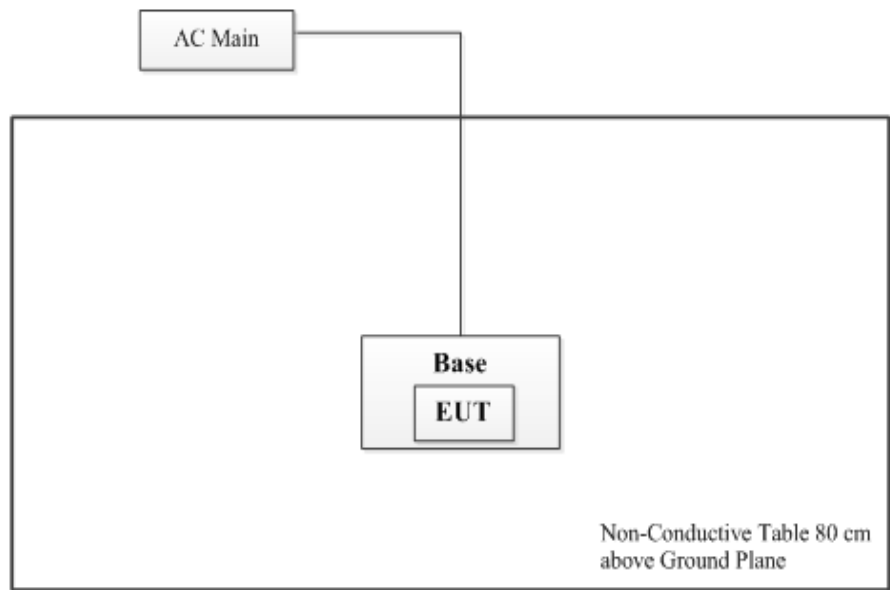 AC Main
Base
EUT
Non-Conductive Table 80 cm
above Ground Plane